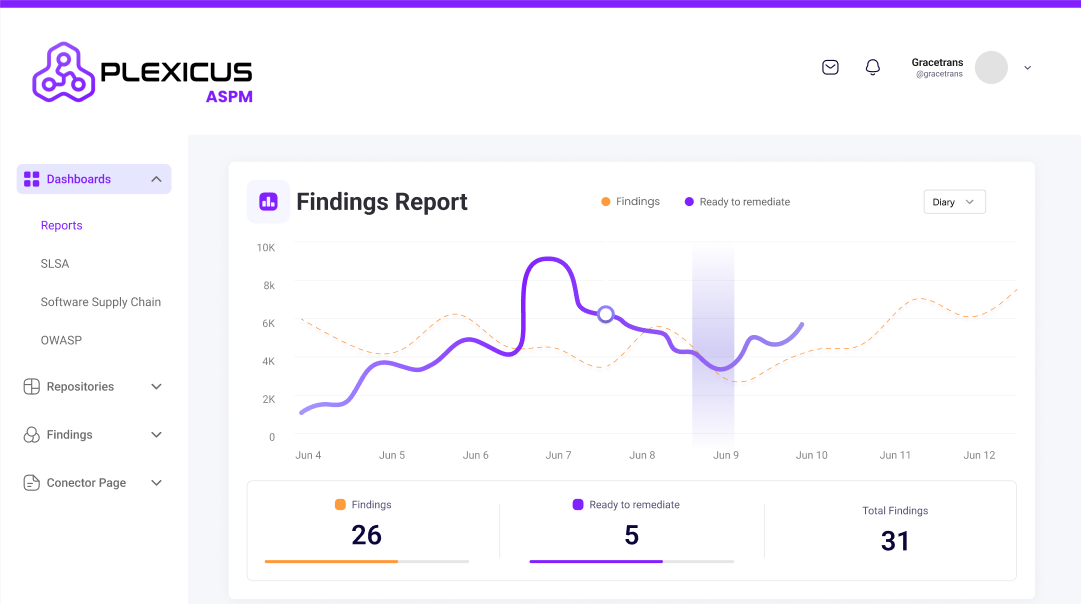 PLEXICUS
ASPM
Gracetrans
@gracetrans
Dashboards
Reports
SLSA
Software Supply Chain
OWASP
Repositories
Findings
Conector Page
Findings Report
Findings
Ready to remediate
Diary
10K
8k
6K
4K
2K
0
Jun 4
Jun 5
Jun 6
Jun 7
Jun 8
Jun 9
Jun 10
Jun 11
Jun 12
Findings
26
Ready to remediate
5
Total Findings
31